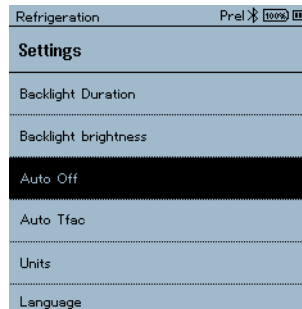 Refrigeration Prel 100%
Settings
Backlight Duration
Backlight brightness
Auto Off
Auto Tfac
Units
Language